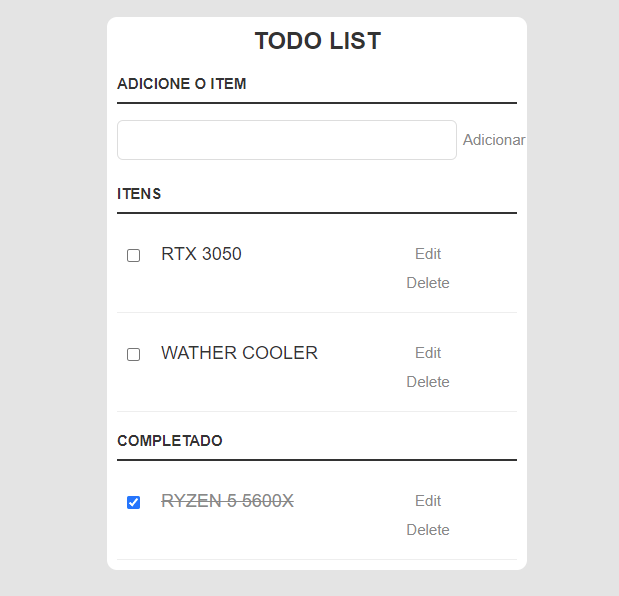 TODO LIST
ADICIONE O ITEM
Adicionar
ITENS
RTX 3050
Edit
Delete
WATHER COOLER
Edit
Delete
COMPLETADO
RYZEN 5 5600X
Edit
Delete